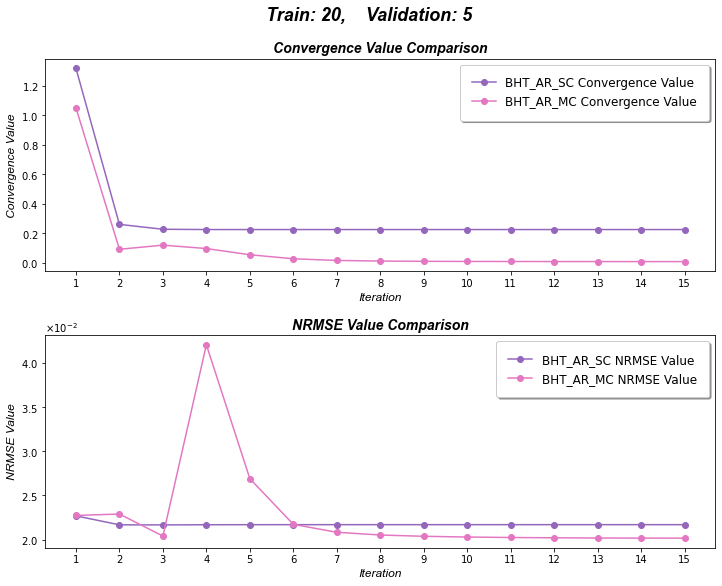 Train: 20,    Validation: 5
Convergence Value Comparison
BHT_AR_SC Convergence Value
BHT_AR_MC Convergence Value
Convergence Value
1.2
1.0
0.8
0.6
0.4
0.2
0.0
1 2 3 4 5 6 7 8 9 10 11 12 13 14 15
Iteration
NRMSE Value Comparison
×10⁻²
BHT_AR_SC NRMSE Value
BHT_AR_MC NRMSE Value
NRMSE Value
4.0
3.5
3.0
2.5
2.0
1 2 3 4 5 6 7 8 9 10 11 12 13 14 15
Iteration